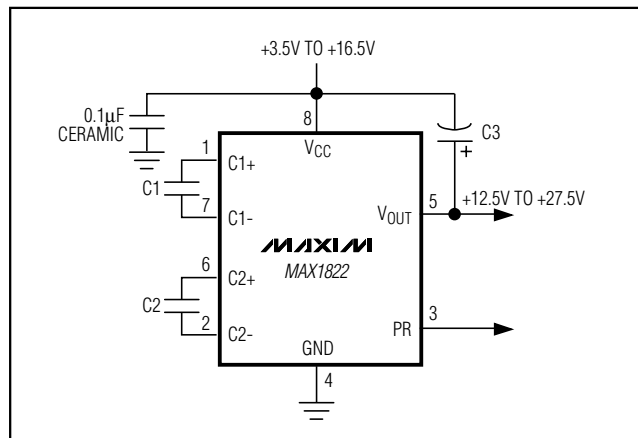 +3.5V TO +16.5V
0.1μF
CERAMIC
8
VCC
C3
+
1
C1+
C1
7
C1-
5
VOUT
+12.5V TO +27.5V
MAXIM
MAX1822
6
C2+
C2
2
C2-
3
PR
GND
4